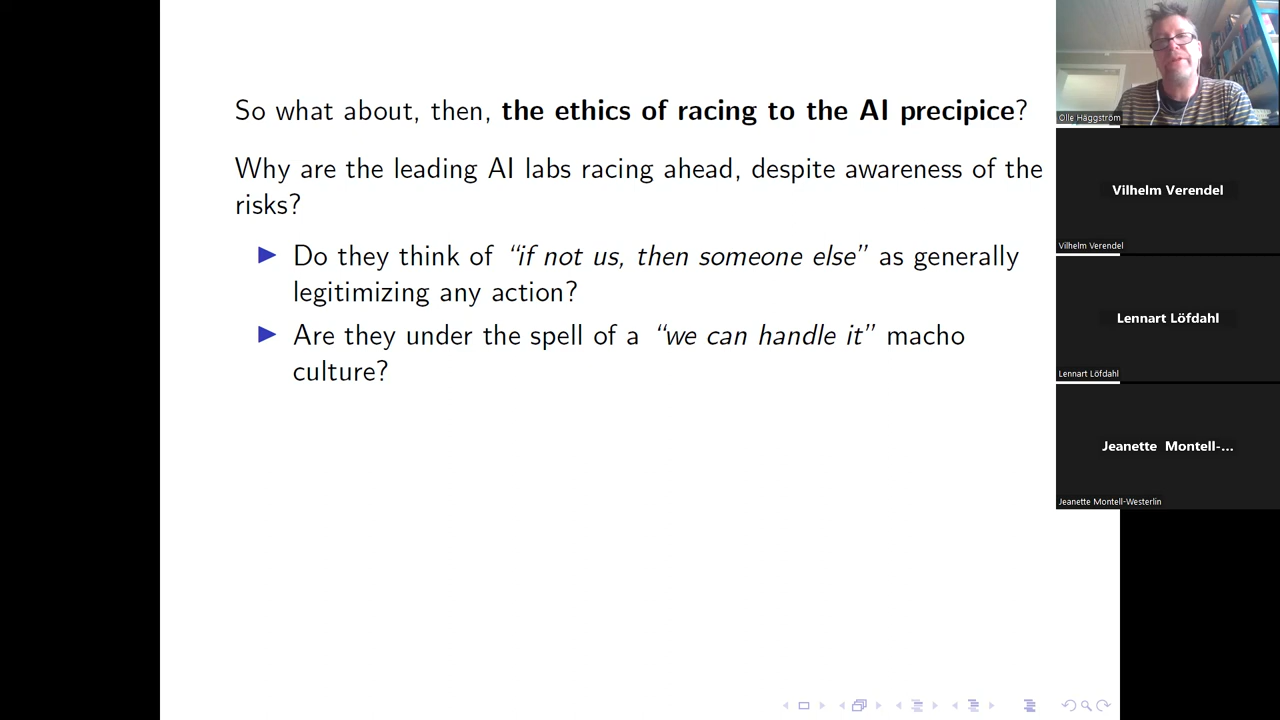 So what about, then, the ethics of racing to the AI precipice?
Why are the leading AI labs racing ahead, despite awareness of the
risks?
Do they think of “if not us, then someone else” as generally
legitimizing any action?
Are they under the spell of a “we can handle it” macho
culture?
Olle Häggström
Vilhelm Verendel
Vilhelm Verendel
Lennart Löfdahl
Lennart Löfdahl
Jeanette Montell-...
Jeanette Montell-Westerlin